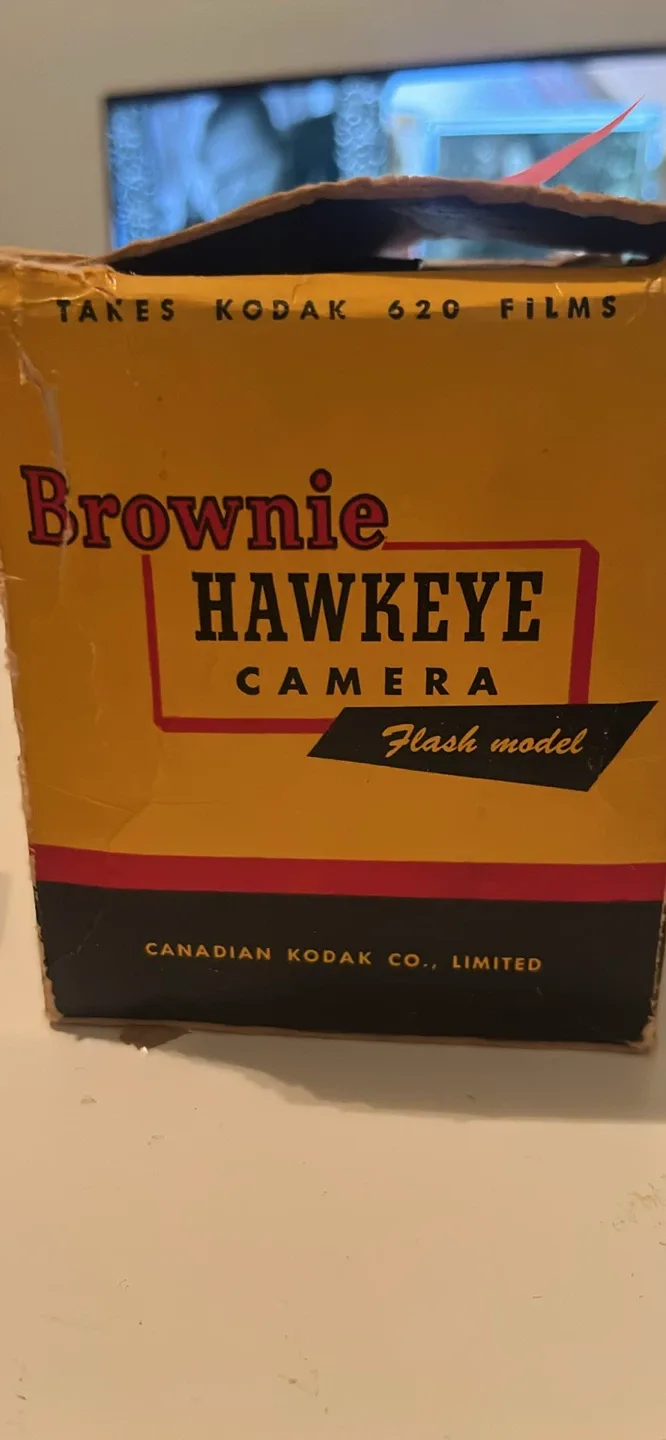 TAKES KODAK 620 FiLMS
Brownie
HAWKEYE
CAMERA
Flash model
CANADIAN KODAK CO., LIMITED